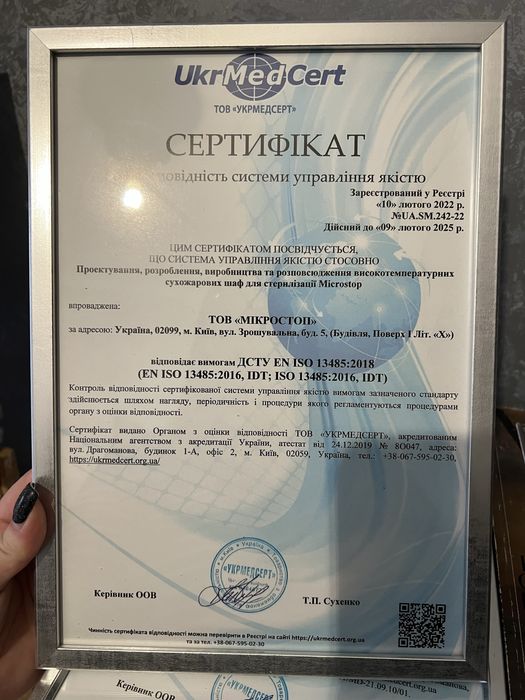 UkrMedCert
ТОВ «УКРМЕДСЕРТ»
СЕРТИФІКАТ
відповідність системи управління якістю
Зареєстрований у Реєстрі
«10» лютого 2022 р.
№UA.SM.242-22
Дійсний до «09» лютого 2025 р.
ЦИМ СЕРТИФІКАТОМ ПОСВІДЧУЄТЬСЯ,
ЩО СИСТЕМА УПРАВЛІННЯ ЯКІСТЮ СТОСОВНО
Проектування, розроблення, виробництва та розповсюдження високотемпературних
сухожарових шаф для стерилізації Microstop
впроваджена:
ТОВ «МІКРОСТОП»
за адресою: Україна, 02099, м. Київ, вул. Зрошувальна, буд. 5, (Будівля, Поверх І Літ. «Х»)
відповідає вимогам ДСТУ EN ISO 13485:2018
(EN ISO 13485:2016, IDT; ISO 13485:2016, IDT)
Контроль відповідності сертифікованої системи управління якістю вимогам зазначеного стандарту
здійснюється шляхом нагляду, періодичність і процедури якого регламентуються процедурами
органу з оцінки відповідності.
Сертифікат видано Органом з оцінки відповідності ТОВ «УКРМЕДСЕРТ», акредитованим
Національним агентством з акредитації України, атестат від 24.12.2019 № 8О047, адреса:
вул. Драгоманова, будинок 1-А, офіс 2, м. Київ, 02059, Україна, тел.: +38-067-595-02-30,
https://ukrmedcert.org.ua/
м.Київ * Україна *
«УКРМЕДСЕРТ»
Керівник ООВ
Т.П. Сухенко
Чинність сертифіката відповідності можна перевірити в Реєстрі на сайті https://ukrmedcert.org.ua
та за тел. +38-067-595-02-30
Керівник ООВ